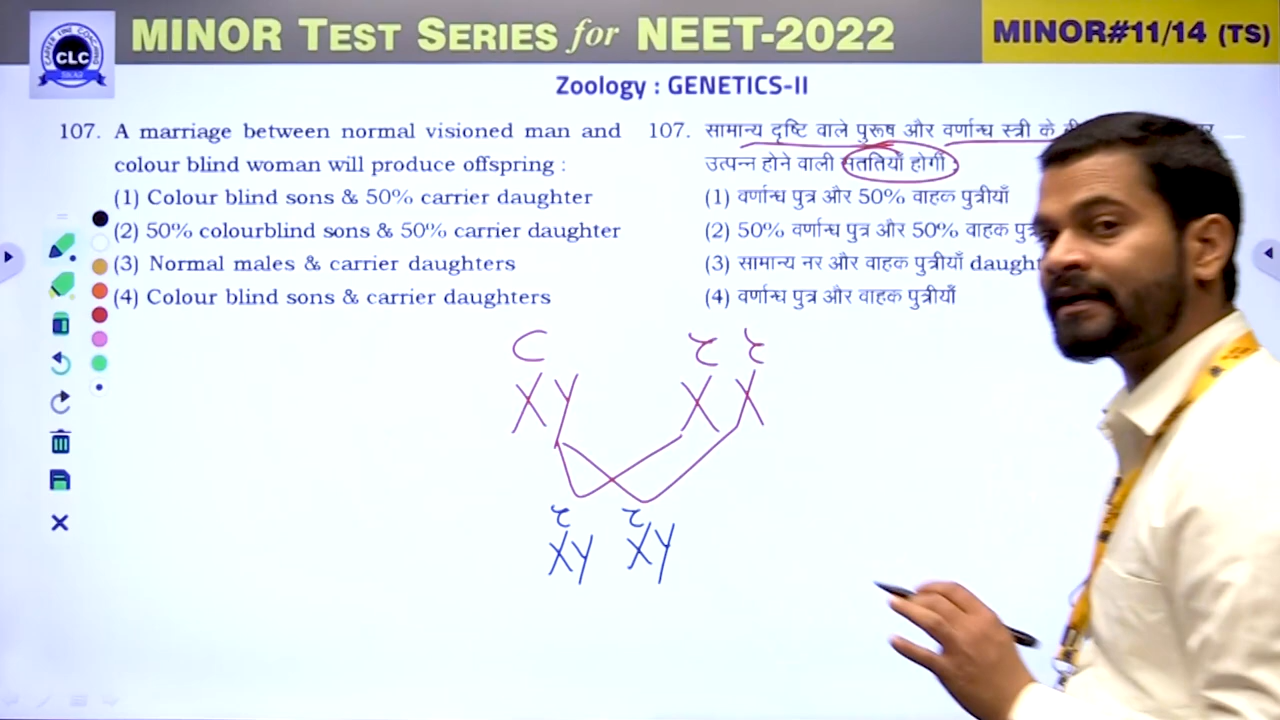 CAREER LINE COACHING
CLC
SIKAR
MINOR TEST SERIES for NEET-2022
MINOR#11/14 (TS)
Zoology : GENETICS-II
107. A marriage between normal visioned man and
colour blind woman will produce offspring :
(1) Colour blind sons & 50% carrier daughter
(2) 50% colourblind sons & 50% carrier daughter
(3) Normal males & carrier daughters
(4) Colour blind sons & carrier daughters
107. सामान्य दृष्टि वाले पुरूष और वर्णान्ध स्त्री के
उत्पन्न होने वाली संततियाँ होगी
(1) वर्णान्ध पुत्र और 50% वाहक पुत्रीयाँ
(2) 50% वर्णान्ध पुत्र और 50% वाहक
(3) सामान्य नर और वाहक पुत्रीयाँ
(4) वर्णान्ध पुत्र और वाहक पुत्रीयाँ
C
XY X X
XY XY